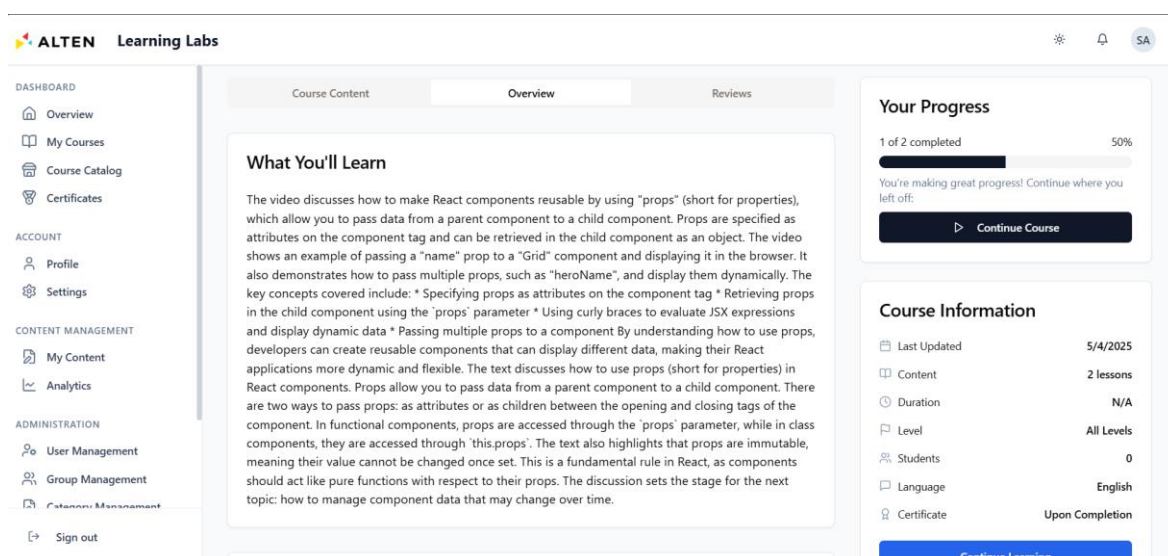 ALTEN Learning Labs
SA
DASHBOARD
Overview
My Courses
Course Catalog
Certificates
ACCOUNT
Profile
Settings
CONTENT MANAGEMENT
My Content
Analytics
ADMINISTRATION
User Management
Group Management
Category Management
Sign out
Course Content
Overview
Reviews
What You'll Learn
The video discusses how to make React components reusable by using "props" (short for properties),
which allow you to pass data from a parent component to a child component. Props are specified as
attributes on the component tag and can be retrieved in the child component as an object. The video
shows an example of passing a "name" prop to a "Grid" component and displaying it in the browser. It
also demonstrates how to pass multiple props, such as "heroName", and display them dynamically. The
key concepts covered include: * Specifying props as attributes on the component tag * Retrieving props
in the child component using the `props` parameter * Using curly braces to evaluate JSX expressions
and display dynamic data * Passing multiple props to a component By understanding how to use props,
developers can create reusable components that can display different data, making their React
applications more dynamic and flexible. The text discusses how to use props (short for properties) in
React components. Props allow you to pass data from a parent component to a child component. There
are two ways to pass props: as attributes or as children between the opening and closing tags of the
component. In functional components, props are accessed through the `props` parameter, while in class
components, they are accessed through `this.props`. The text also highlights that props are immutable,
meaning their value cannot be changed once set. This is a fundamental rule in React, as components
should act like pure functions with respect to their props. The discussion sets the stage for the next
topic: how to manage component data that may change over time.
Your Progress
1 of 2 completed 50%
You're making great progress! Continue where you
left off:
Continue Course
Course Information
Last Updated 5/4/2025
Content 2 lessons
Duration N/A
Level All Levels
Students 0
Language English
Certificate Upon Completion
Continue Learning